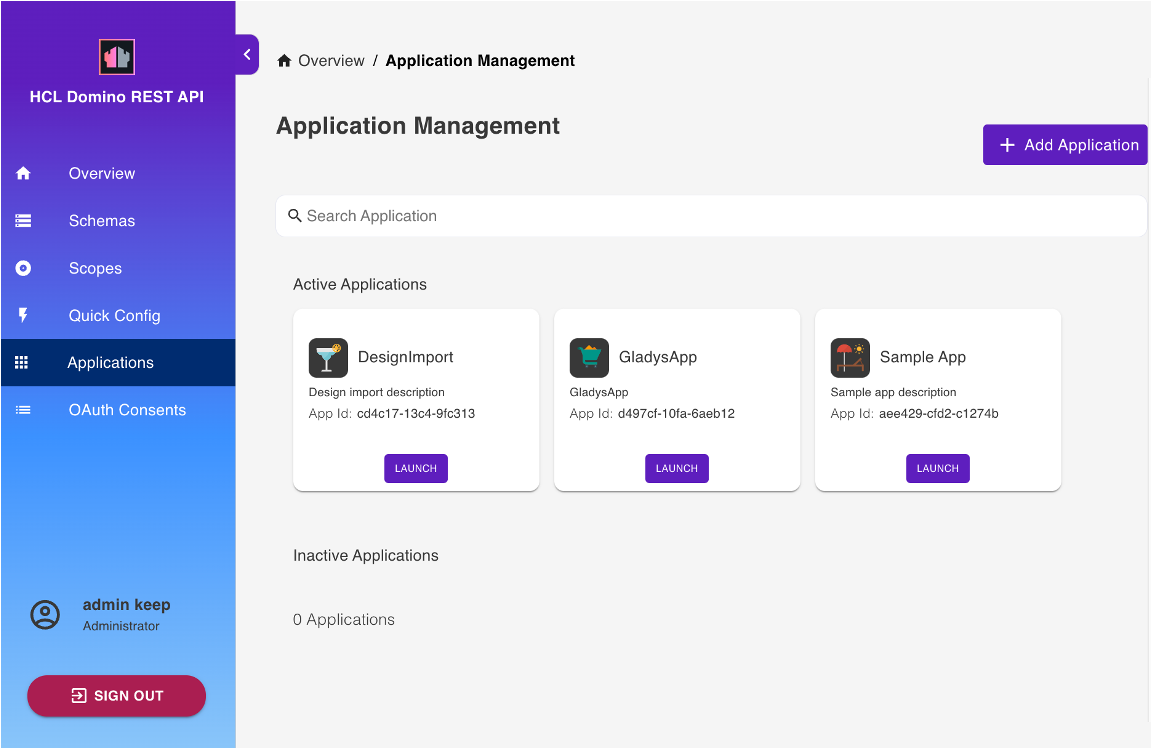 HCL Domino REST API
Overview
Schemas
Scopes
Quick Config
Applications
OAuth Consents
admin keep
Administrator
SIGN OUT
Overview / Application Management
Application Management
+ Add Application
Search Application
Active Applications
DesignImport
Design import description
App Id: cd4c17-13c4-9fc313
LAUNCH
GladysApp
GladysApp
App Id: d497cf-10fa-6aeb12
LAUNCH
Sample App
Sample app description
App Id: aee429-cfd2-c1274b
LAUNCH
Inactive Applications
0 Applications